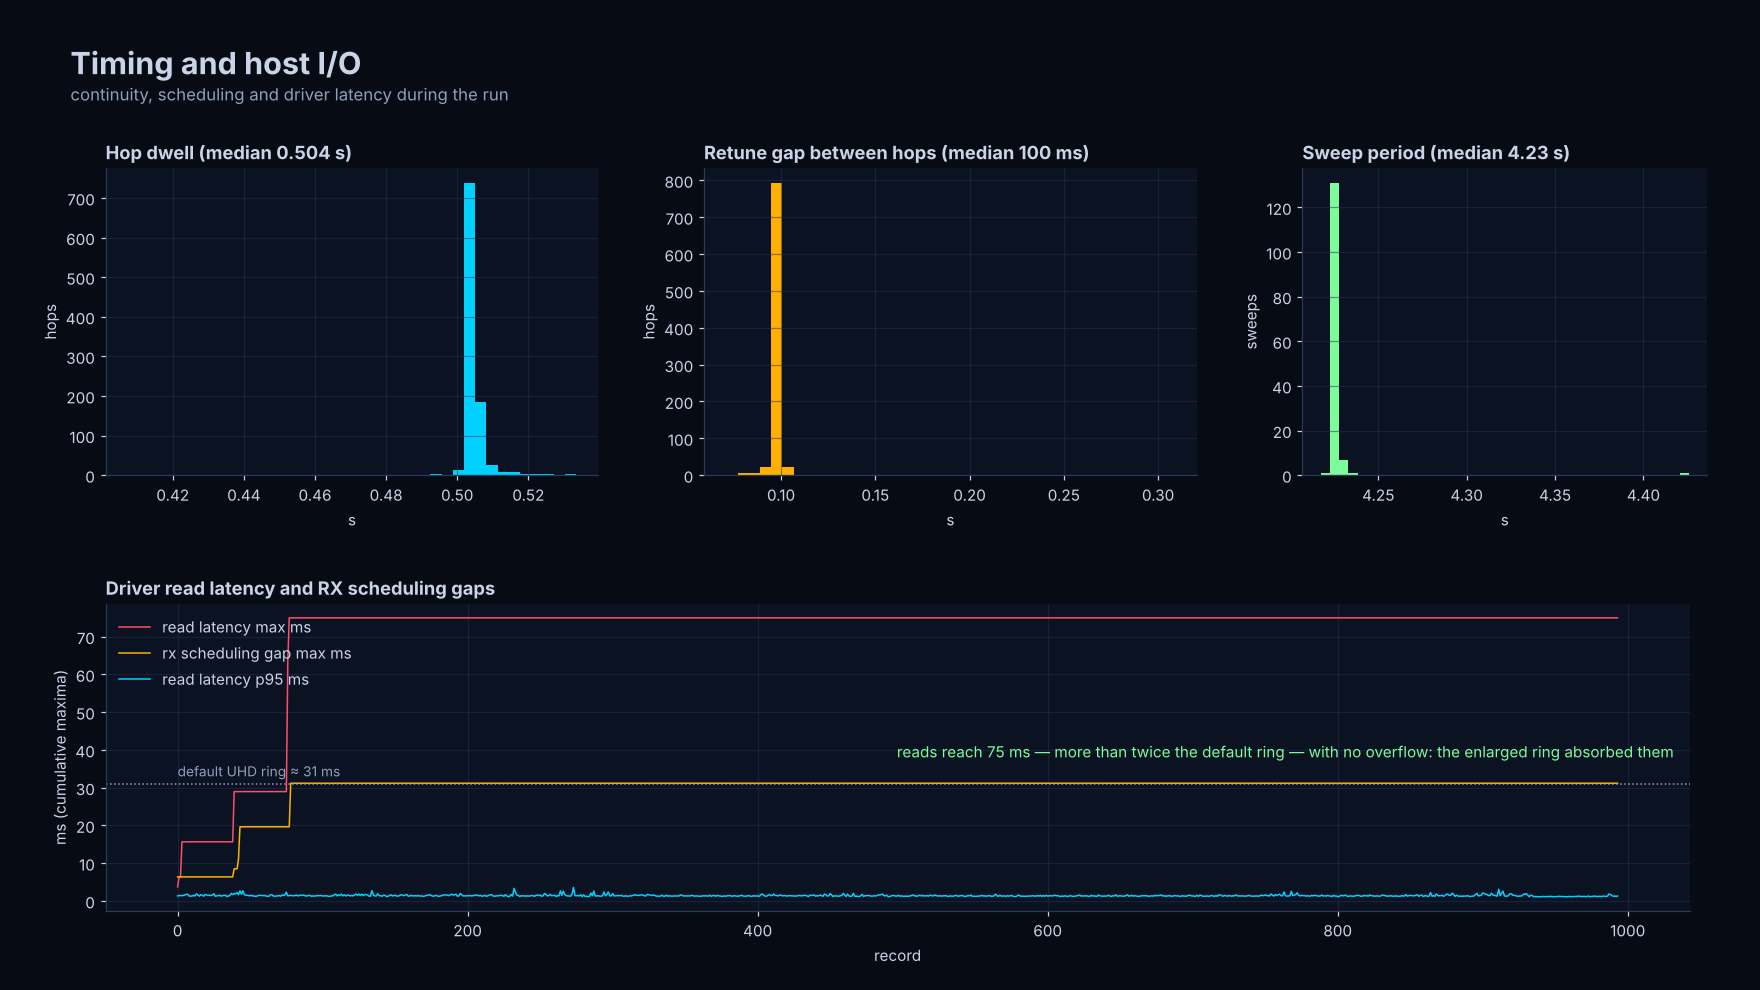 Timing and host I/O
continuity, scheduling and driver latency during the run
Hop dwell (median 0.504 s)
hops
700
600
500
400
300
200
100
0
0.42 0.44 0.46 0.48 0.50 0.52
s
Retune gap between hops (median 100 ms)
hops
800
700
600
500
400
300
200
100
0
0.10 0.15 0.20 0.25 0.30
s
Sweep period (median 4.23 s)
sweeps
120
100
80
60
40
20
0
4.25 4.30 4.35 4.40
s
Driver read latency and RX scheduling gaps
ms (cumulative maxima)
70
60
50
40
30
20
10
0
read latency max ms
rx scheduling gap max ms
read latency p95 ms
reads reach 75 ms — more than twice the default ring — with no overflow: the enlarged ring absorbed them
default UHD ring ≈ 31 ms
0 200 400 600 800 1000
record